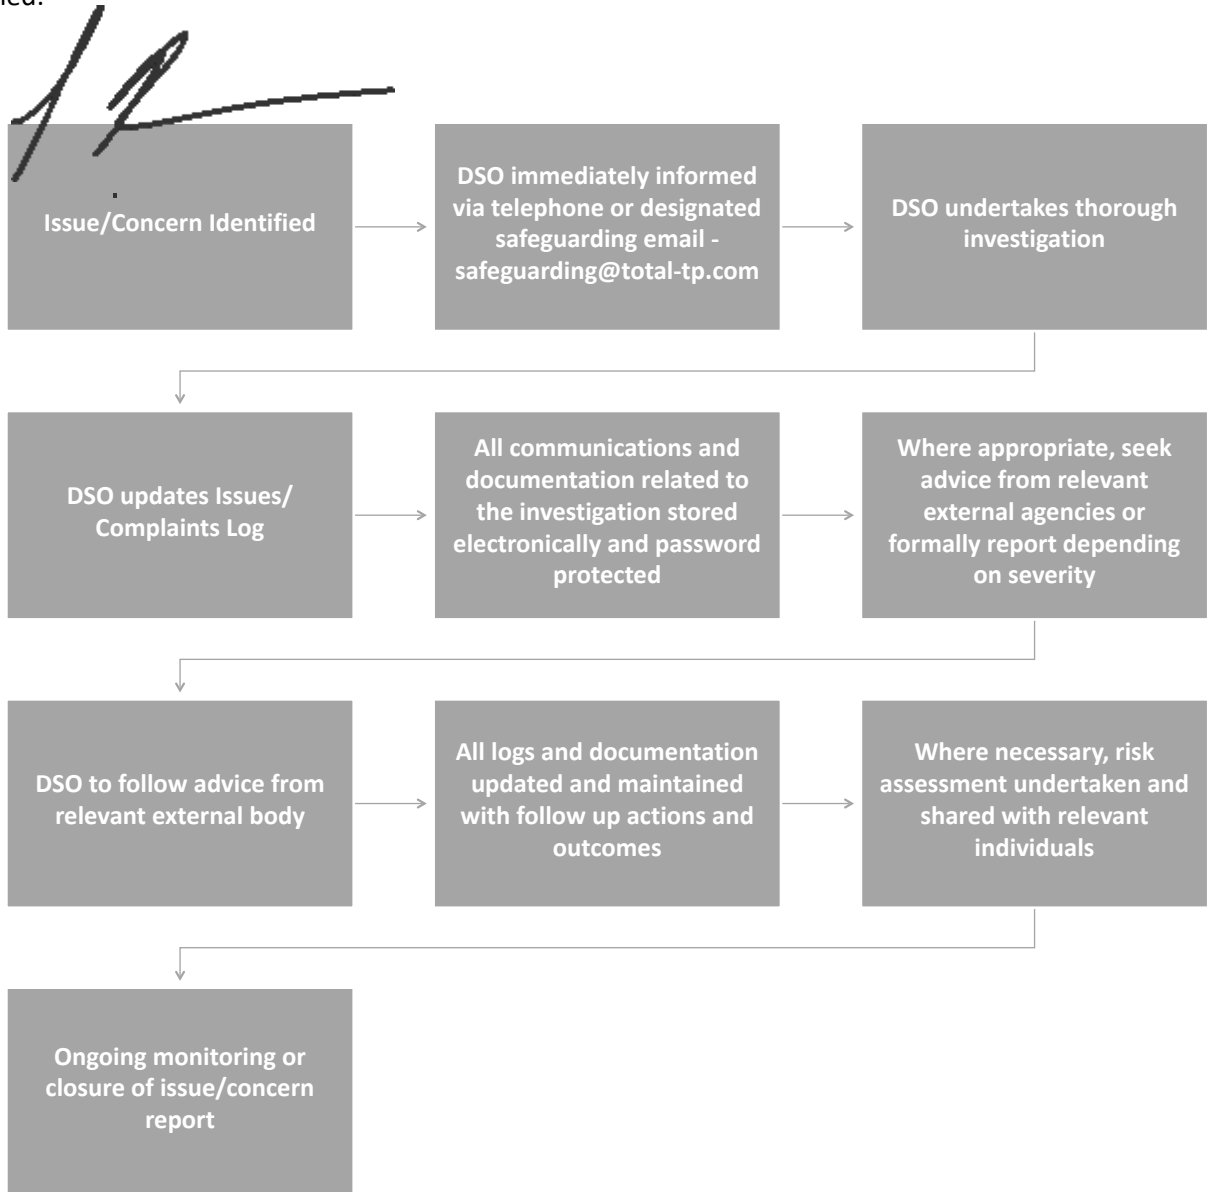 Issue/Concern Identified
DSO immediately informed
via telephone or designated
safeguarding email -
safeguarding@total-tp.com
DSO undertakes thorough
investigation
DSO updates Issues/
Complaints Log
All communications and
documentation related to
the investigation stored
electronically and password
protected
Where appropriate, seek
advice from relevant
external agencies or
formally report depending
on severity
DSO to follow advice from
relevant external body
All logs and documentation
updated and maintained
with follow up actions and
outcomes
Where necessary, risk
assessment undertaken and
shared with relevant
individuals
Ongoing monitoring or
closure of issue/concern
report